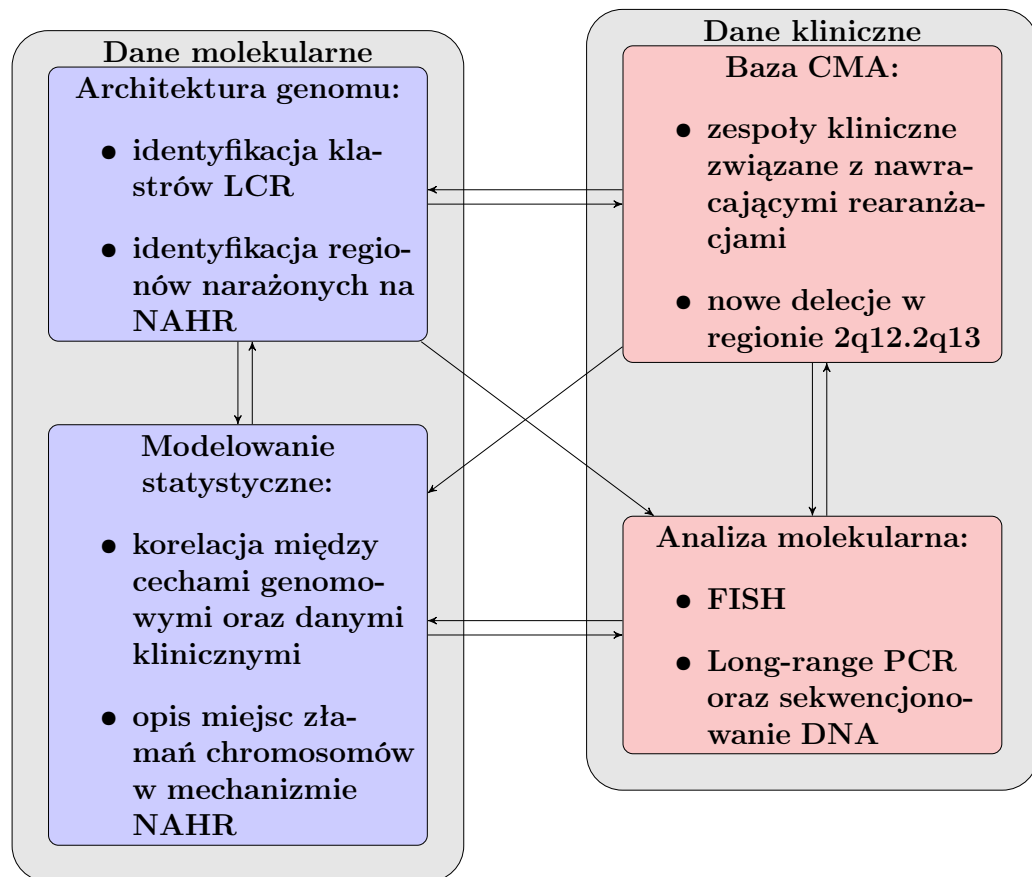 Dane molekularne
Architektura genomu:
● identyfikacja kla-
strów LCR
● identyfikacja regio-
nów narażonych na
NAHR
Modelowanie
statystyczne:
● korelacja między
cechami genomo-
wymi oraz danymi
klinicznymi
● opis miejsc zła-
mań chromosomów
w mechanizmie
NAHR
Dane kliniczne
Baza CMA:
● zespoły kliniczne
związane z nawra-
cającymi rearanża-
cjami
● nowe delecje w
regionie 2q12.2q13
Analiza molekularna:
● FISH
● Long-range PCR
oraz sekwencjono-
wanie DNA